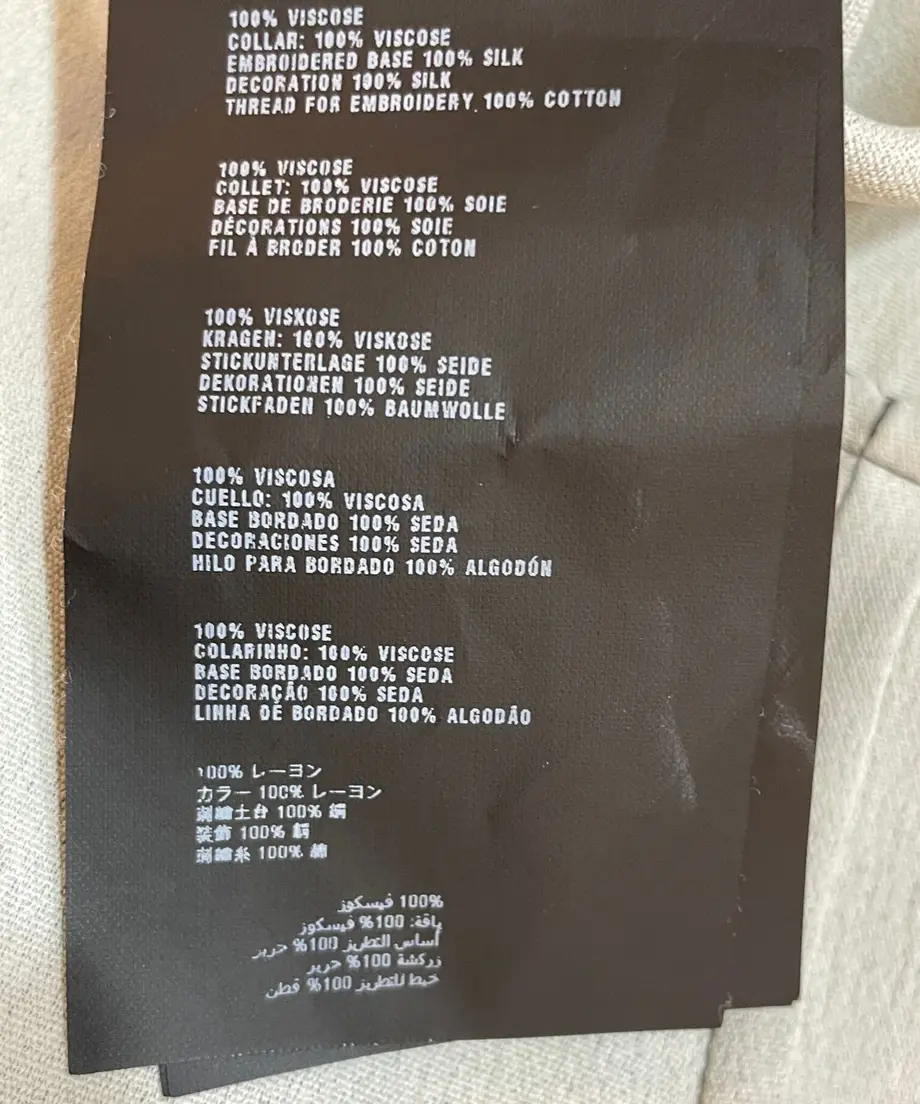 100% VISCOSE
COLLAR: 100% VISCOSE
EMBROIDERED BASE 100% SILK
DECORATION 100% SILK
THREAD FOR EMBROIDERY 100% COTTON
100% VISCOSE
COLLET: 100% VISCOSE
BASE DE BRODERIE 100% SOIE
DÉCORATIONS 100% SOIE
FIL À BRODER 100% COTON
100% VISKOSE
KRAGEN: 100% VISKOSE
STICKUNTERLAGE 100% SEIDE
DEKORATIONEN 100% SEIDE
STICKFADEN 100% BAUMWOLLE
100% VISCOSA
CUELLO: 100% VISCOSA
BASE BORDADO 100% SEDA
DECORACIONES 100% SEDA
HILO PARA BORDADO 100% ALGODÓN
100% VISCOSE
COLARINHO: 100% VISCOSE
BASE BORDADO 100% SEDA
DECORAÇÃO 100% SEDA
LINHA DE BORDADO 100% ALGODÃO
100% レーヨン
カラー 100% レーヨン
刺繍土台 100% 絹
装飾 100% 絹
刺繍糸 100% 綿
100% فيسكوز
ياقة: 100% فيسكوز
أساس التطريز 100% حرير
زركشة 100% حرير
خيط للتطريز 100% قطن